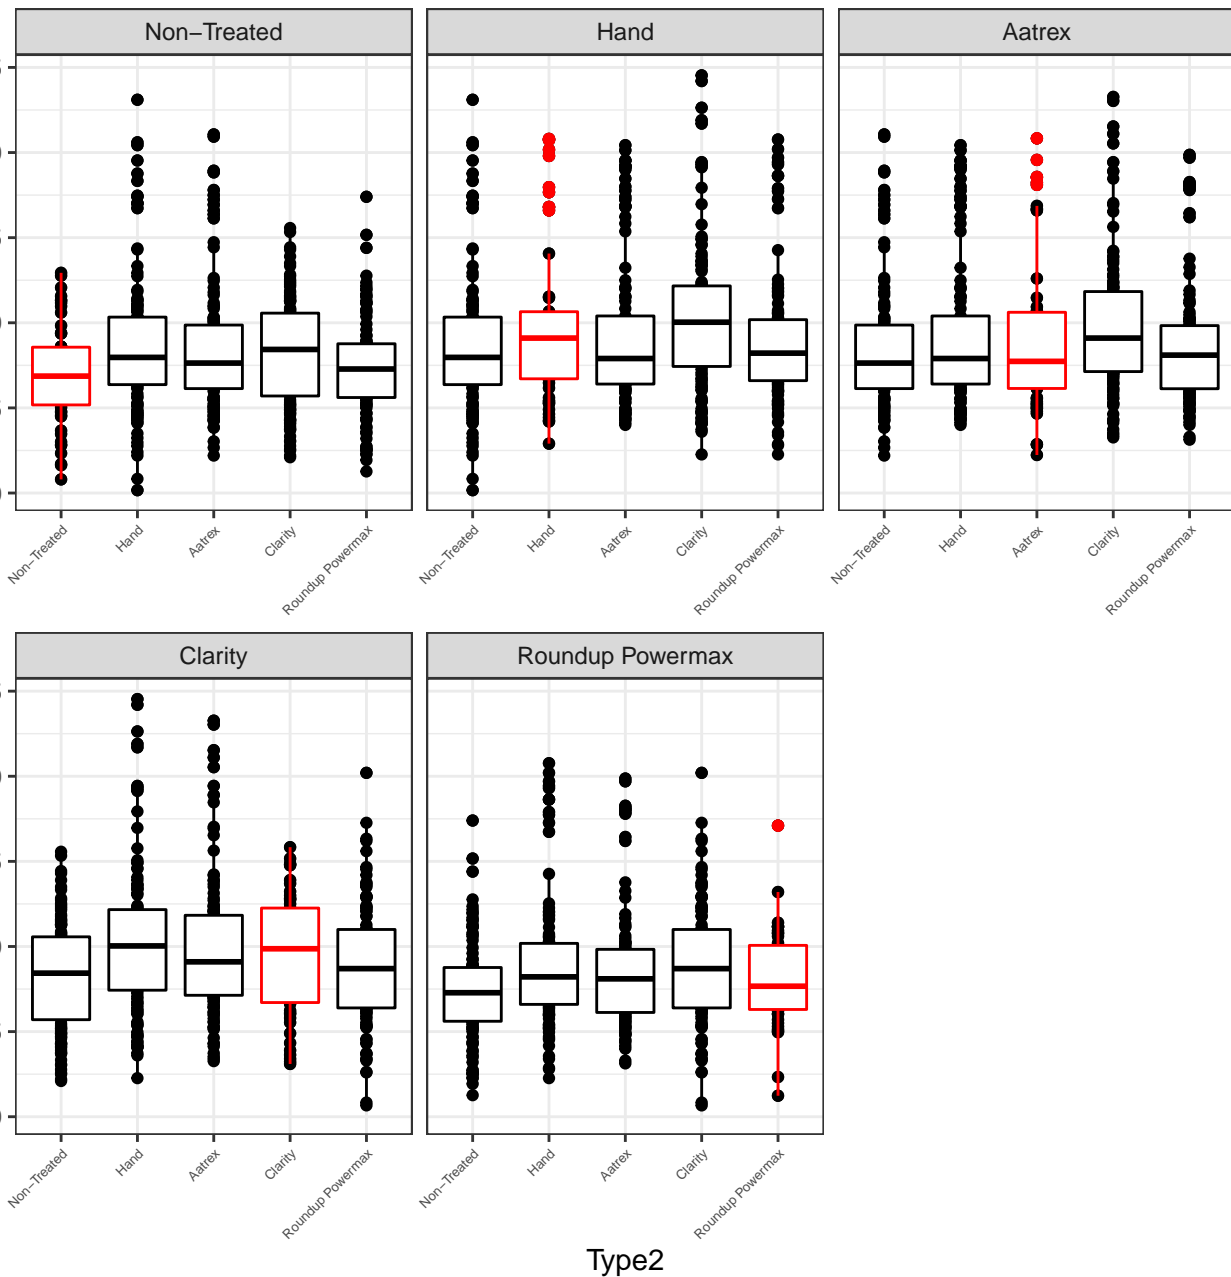 Non−Treated
Hand
Aatrex
Non−Treated
Hand
Aatrex
Clarity
Roundup Powermax
Non−Treated
Hand
Aatrex
Clarity
Roundup Powermax
Non−Treated
Hand
Aatrex
Clarity
Roundup Powermax
Clarity
Roundup Powermax
Non−Treated
Hand
Aatrex
Clarity
Roundup Powermax
Non−Treated
Hand
Aatrex
Clarity
Roundup Powermax
Type2